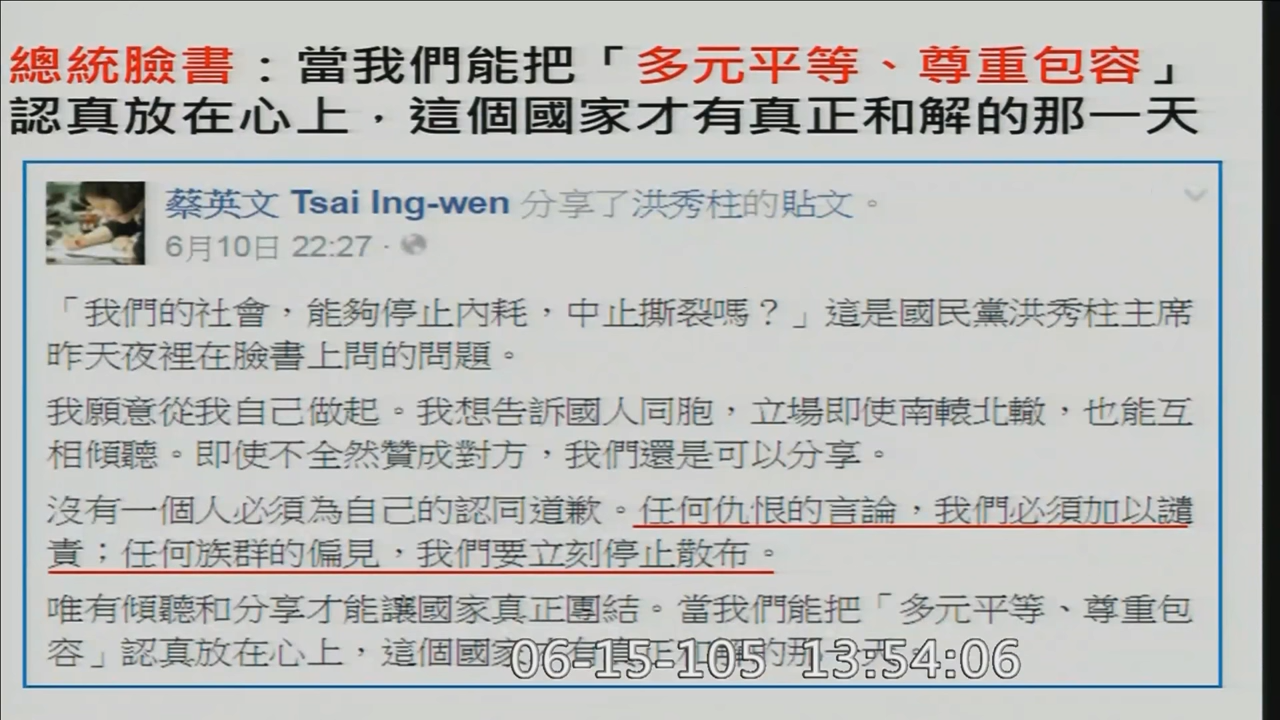 總統臉書：當我們能把「多元平等、尊重包容」
認真放在心上，這個國家才有真正和解的那一天
蔡英文 Tsai Ing-wen 分享了洪秀柱的貼文。
6月10日 22:27 ·
「我們的社會，能夠停止內耗，中止撕裂嗎？」這是國民黨洪秀柱主席
昨天夜裡在臉書上問的問題。
我願意從我自己做起。我想告訴國人同胞，立場即使南轅北轍，也能互
相傾聽。即使不全然贊成對方，我們還是可以分享。
沒有一個人必須為自己的認同道歉。任何仇恨的言論，我們必須加以譴
責；任何族群的偏見，我們要立刻停止散布。
唯有傾聽和分享才能讓國家真正團結。當我們能把「多元平等、尊重包
容」認真放在心上，這個國家才有真正和解的那一天。
06-15-105 13:54:06